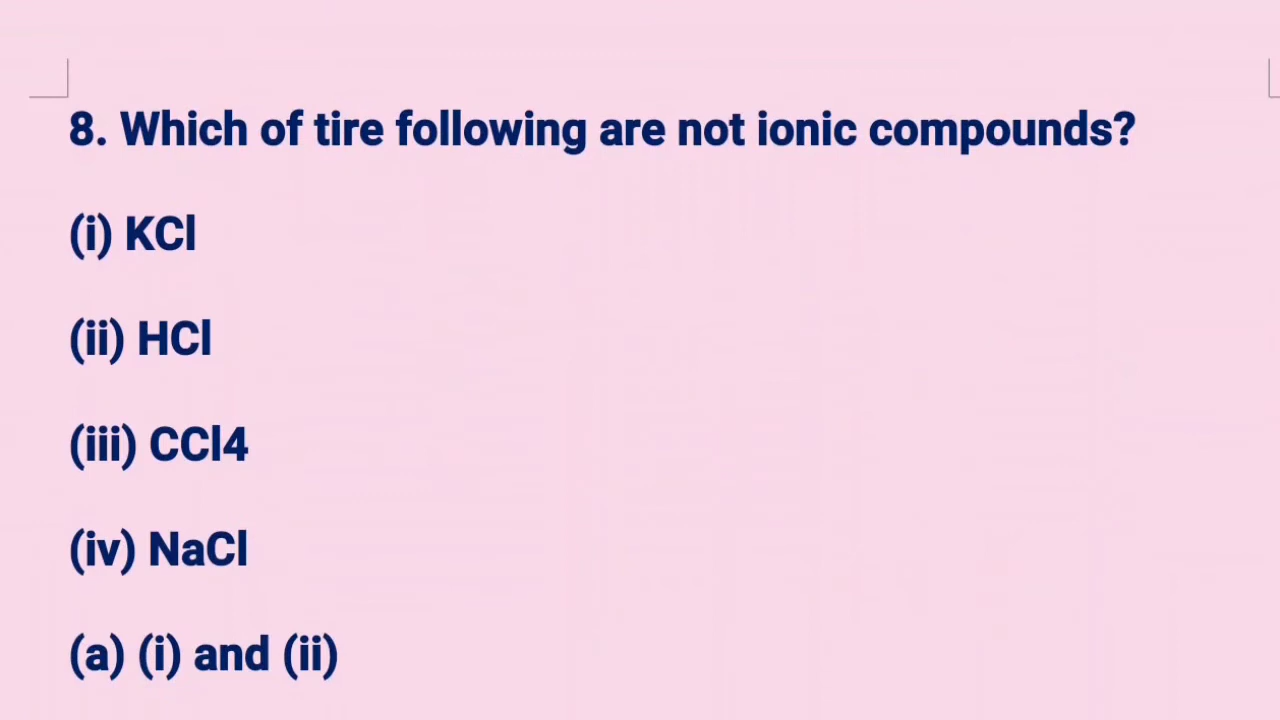 8. Which of tire following are not ionic compounds?
(i) KCl
(ii) HCl
(iii) CCl4
(iv) NaCl
(a) (i) and (ii)